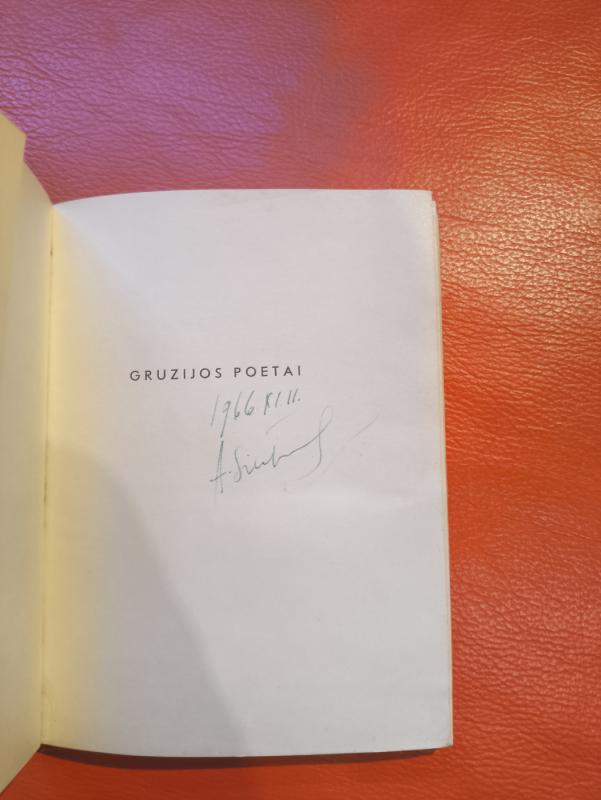 GRUZIJOS POETAI
1966 XI.11.
A.